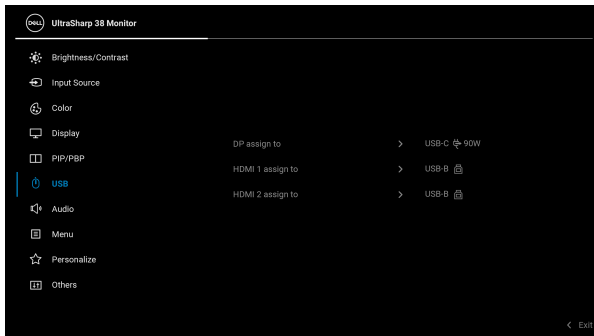 DELL UltraSharp 38 Monitor
Brightness/Contrast
Input Source
Color
Display
PIP/PBP
USB
Audio
Menu
Personalize
Others
DP assign to > USB-C 90W
HDMI 1 assign to > USB-B
HDMI 2 assign to > USB-B
< Exit